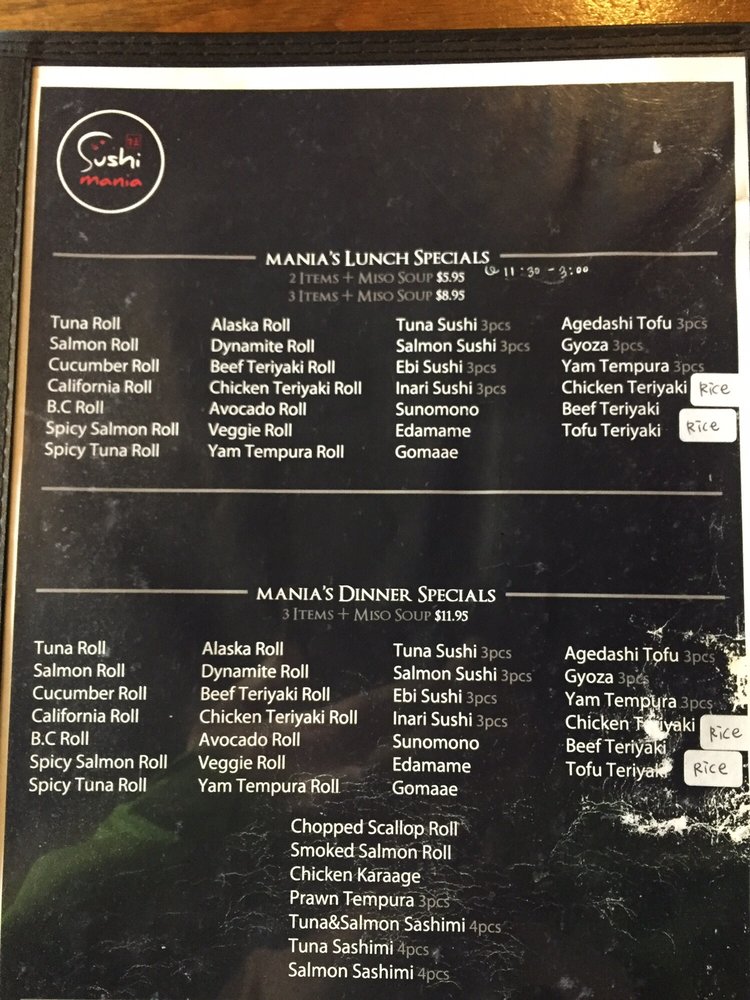 Sushi
mania
MANIA'S LUNCH SPECIALS
2 ITEMS + MISO SOUP $5.95 @ 11:30 - 3:00
3 ITEMS + MISO SOUP $8.95
Tuna Roll
Salmon Roll
Cucumber Roll
California Roll
B.C Roll
Spicy Salmon Roll
Spicy Tuna Roll
Alaska Roll
Dynamite Roll
Beef Teriyaki Roll
Chicken Teriyaki Roll
Avocado Roll
Veggie Roll
Yam Tempura Roll
Tuna Sushi 3pcs
Salmon Sushi 3pcs
Ebi Sushi 3pcs
Inari Sushi 3pcs
Sunomono
Edamame
Gomaae
Agedashi Tofu 3pcs
Gyoza 3pcs
Yam Tempura 3pcs
Chicken Teriyaki Rice
Beef Teriyaki
Tofu Teriyaki Rice
MANIA'S DINNER SPECIALS
3 ITEMS + MISO SOUP $11.95
Tuna Roll
Salmon Roll
Cucumber Roll
California Roll
B.C Roll
Spicy Salmon Roll
Spicy Tuna Roll
Alaska Roll
Dynamite Roll
Beef Teriyaki Roll
Chicken Teriyaki Roll
Avocado Roll
Veggie Roll
Yam Tempura Roll
Tuna Sushi 3pcs
Salmon Sushi 3pcs
Ebi Sushi 3pcs
Inari Sushi 3pcs
Sunomono
Edamame
Gomaae
Agedashi Tofu 3pcs
Gyoza 3pcs
Yam Tempura 3pcs
Chicken Teriyaki Rice
Beef Teriyaki
Tofu Teriyaki Rice
Chopped Scallop Roll
Smoked Salmon Roll
Chicken Karaage
Prawn Tempura 3pcs
Tuna&Salmon Sashimi 4pcs
Tuna Sashimi 4pcs
Salmon Sashimi 4pcs